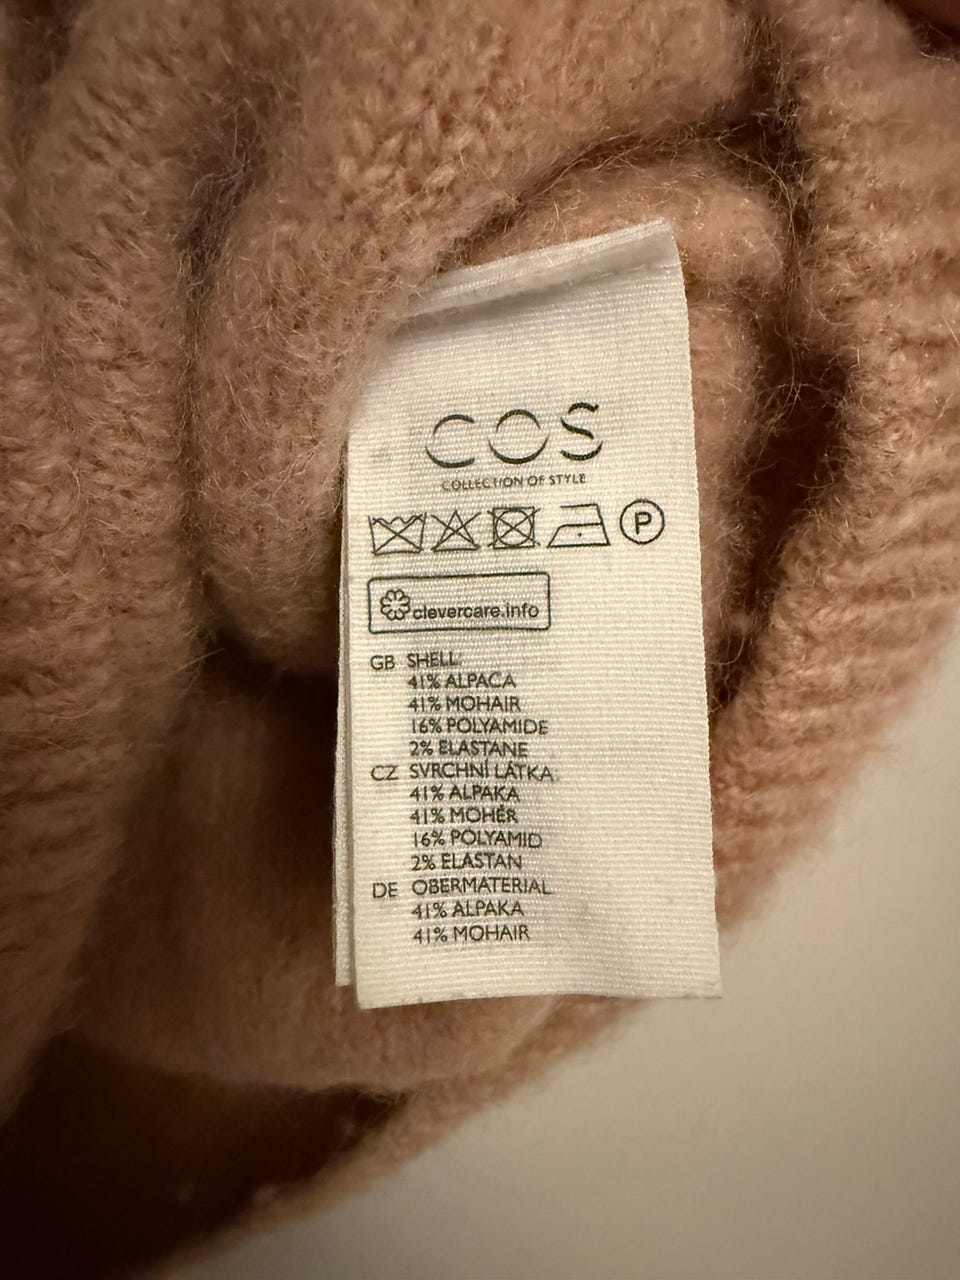 COS
COLLECTION OF STYLE
P
clevercare.info
GB SHELL:
41% ALPACA
41% MOHAIR
16% POLYAMIDE
2% ELASTANE
CZ SVRCHNÍ LÁTKA:
41% ALPAKA
41% MOHÉR
16% POLYAMID
2% ELASTAN
DE OBERMATERIAL:
41% ALPAKA
41% MOHAIR